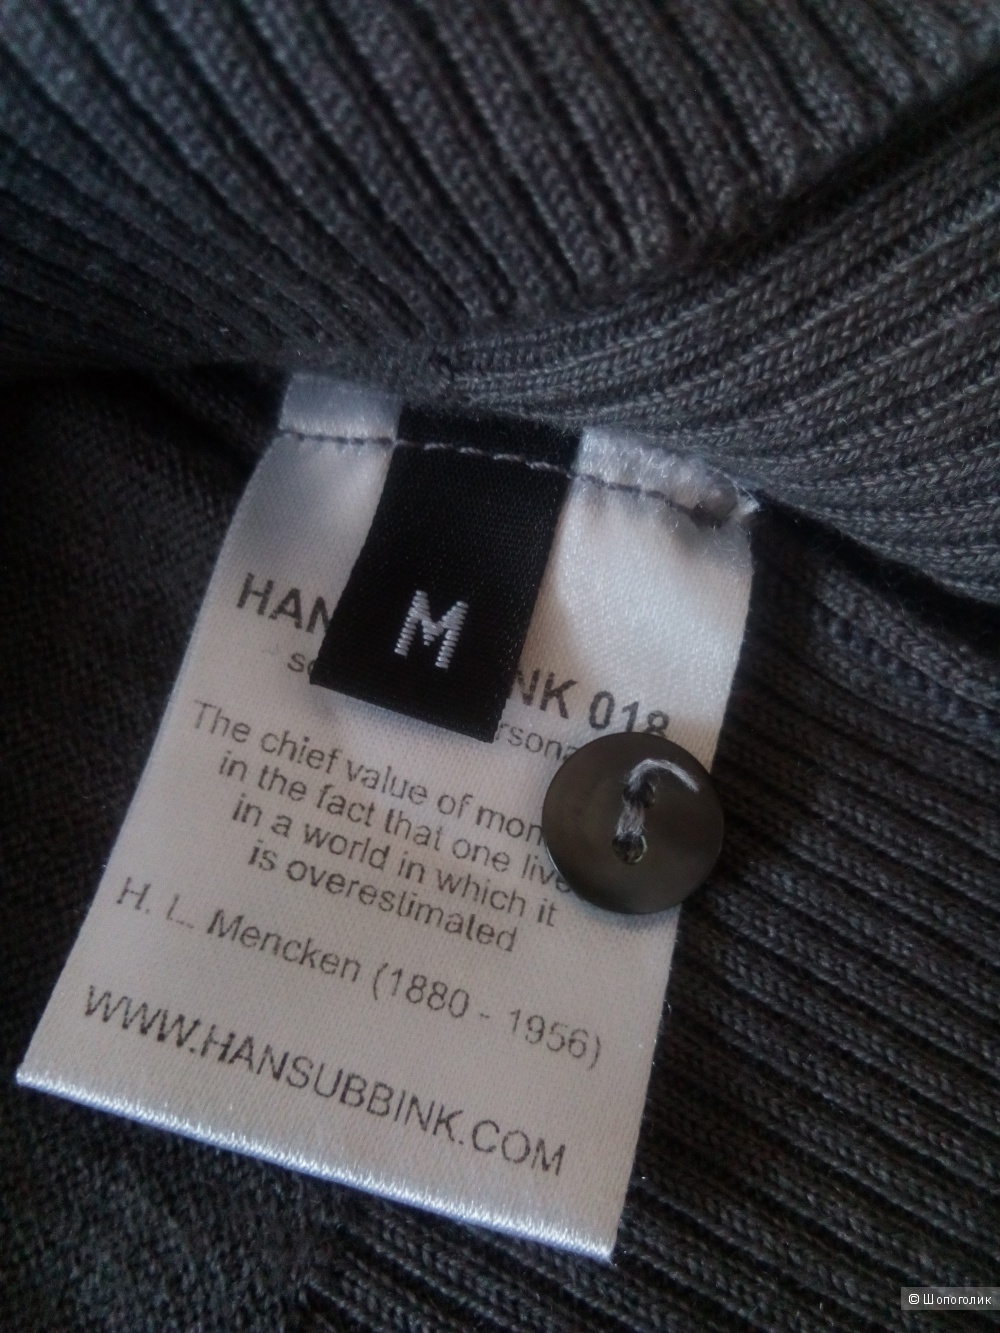 M
HAN NK 018
The chief value of mon
in the fact that one live
in a world in which it
is overestimated
H. L. Mencken (1880 - 1956)
WWW.HANSUBBINK.COM
© Шопоголик